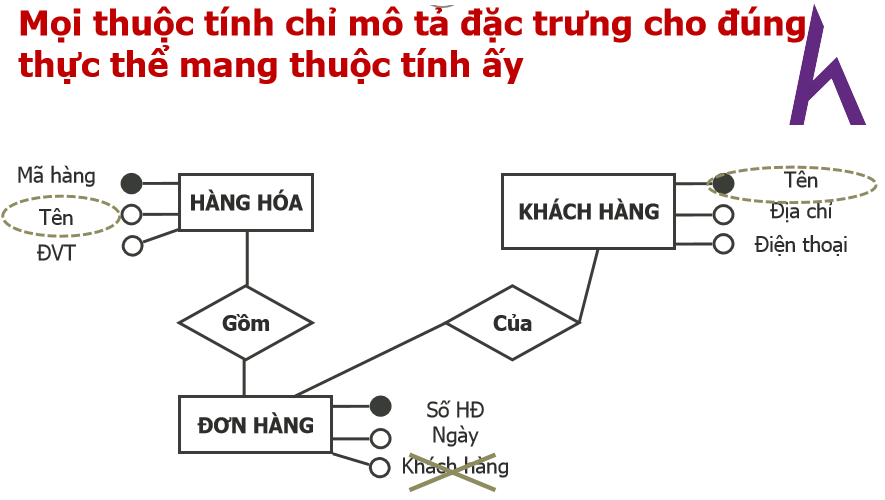 Mọi thuộc tính chỉ mô tả đặc trưng cho đúng
thực thể mang thuộc tính ấy
Mã hàng
Tên
ĐVT
HÀNG HÓA
KHÁCH HÀNG
Tên
Địa chỉ
Điện thoại
Gồm
Của
ĐƠN HÀNG
Số HĐ
Ngày
Khách hàng